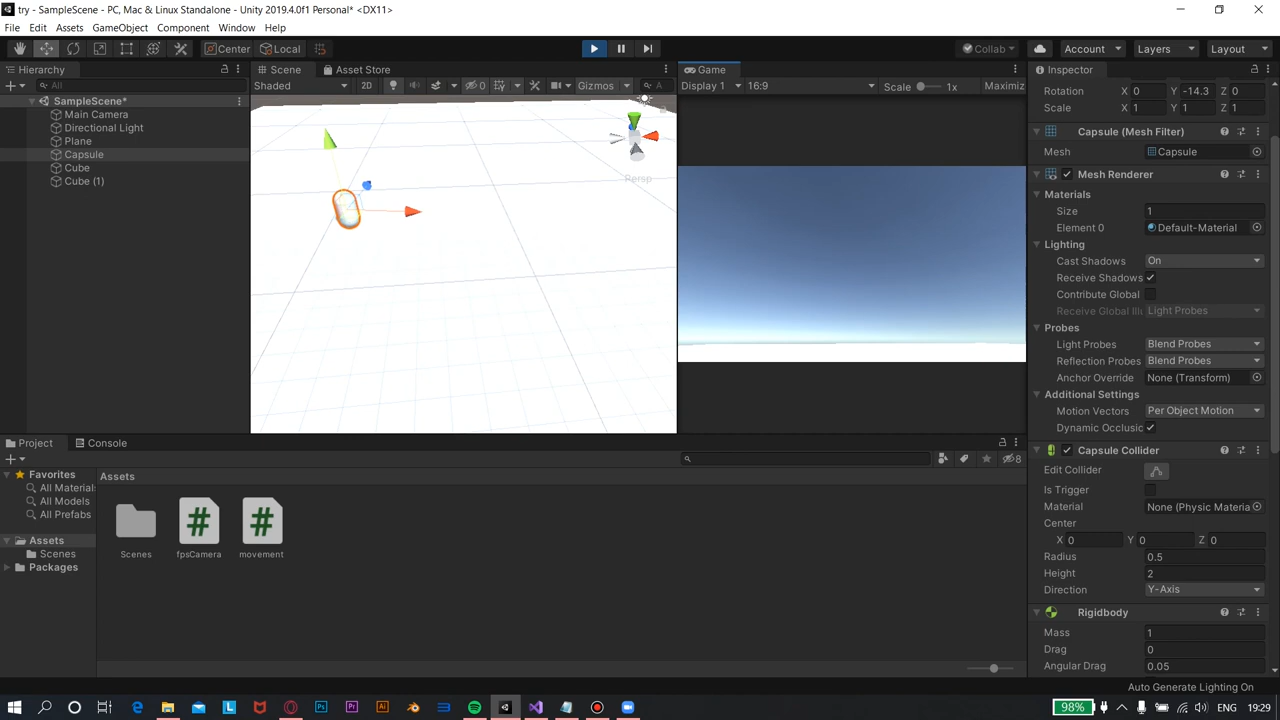 try - SampleScene - PC, Mac & Linux Standalone - Unity 2019.4.0f1 Personal* <DX11>
File Edit Assets GameObject Component Window Help
Center Local Collab Account Layers Layout
Hierarchy Scene Asset Store Game Inspector
All Shaded 2D 0 Gizmos A Display 1 16:9 Scale 1x Maximiz
Rotation X 0 Y -14.3 Z 0
Scale X 1 Y 1 Z 1
SampleScene*
Main Camera
Directional Light
Plane
Capsule
Cube
Cube (1)
Persp
Capsule (Mesh Filter)
Mesh Capsule
Mesh Renderer
Materials
Size 1
Element 0 Default-Material
Lighting
Cast Shadows On
Receive Shadows
Contribute Global
Receive Global Illu Light Probes
Probes
Light Probes Blend Probes
Reflection Probes Blend Probes
Anchor Override None (Transform)
Additional Settings
Motion Vectors Per Object Motion
Dynamic Occlusic
Capsule Collider
Edit Collider
Is Trigger
Material None (Physic Materia
Center
X 0 Y 0 Z 0
Radius 0.5
Height 2
Direction Y-Axis
Rigidbody
Mass 1
Drag 0
Angular Drag 0.05
Project Console
8
Favorites
All Material
All Models
All Prefabs
Assets
Scenes
Packages
Assets
Scenes fpsCamera movement
Auto Generate Lighting On
98% 19:29